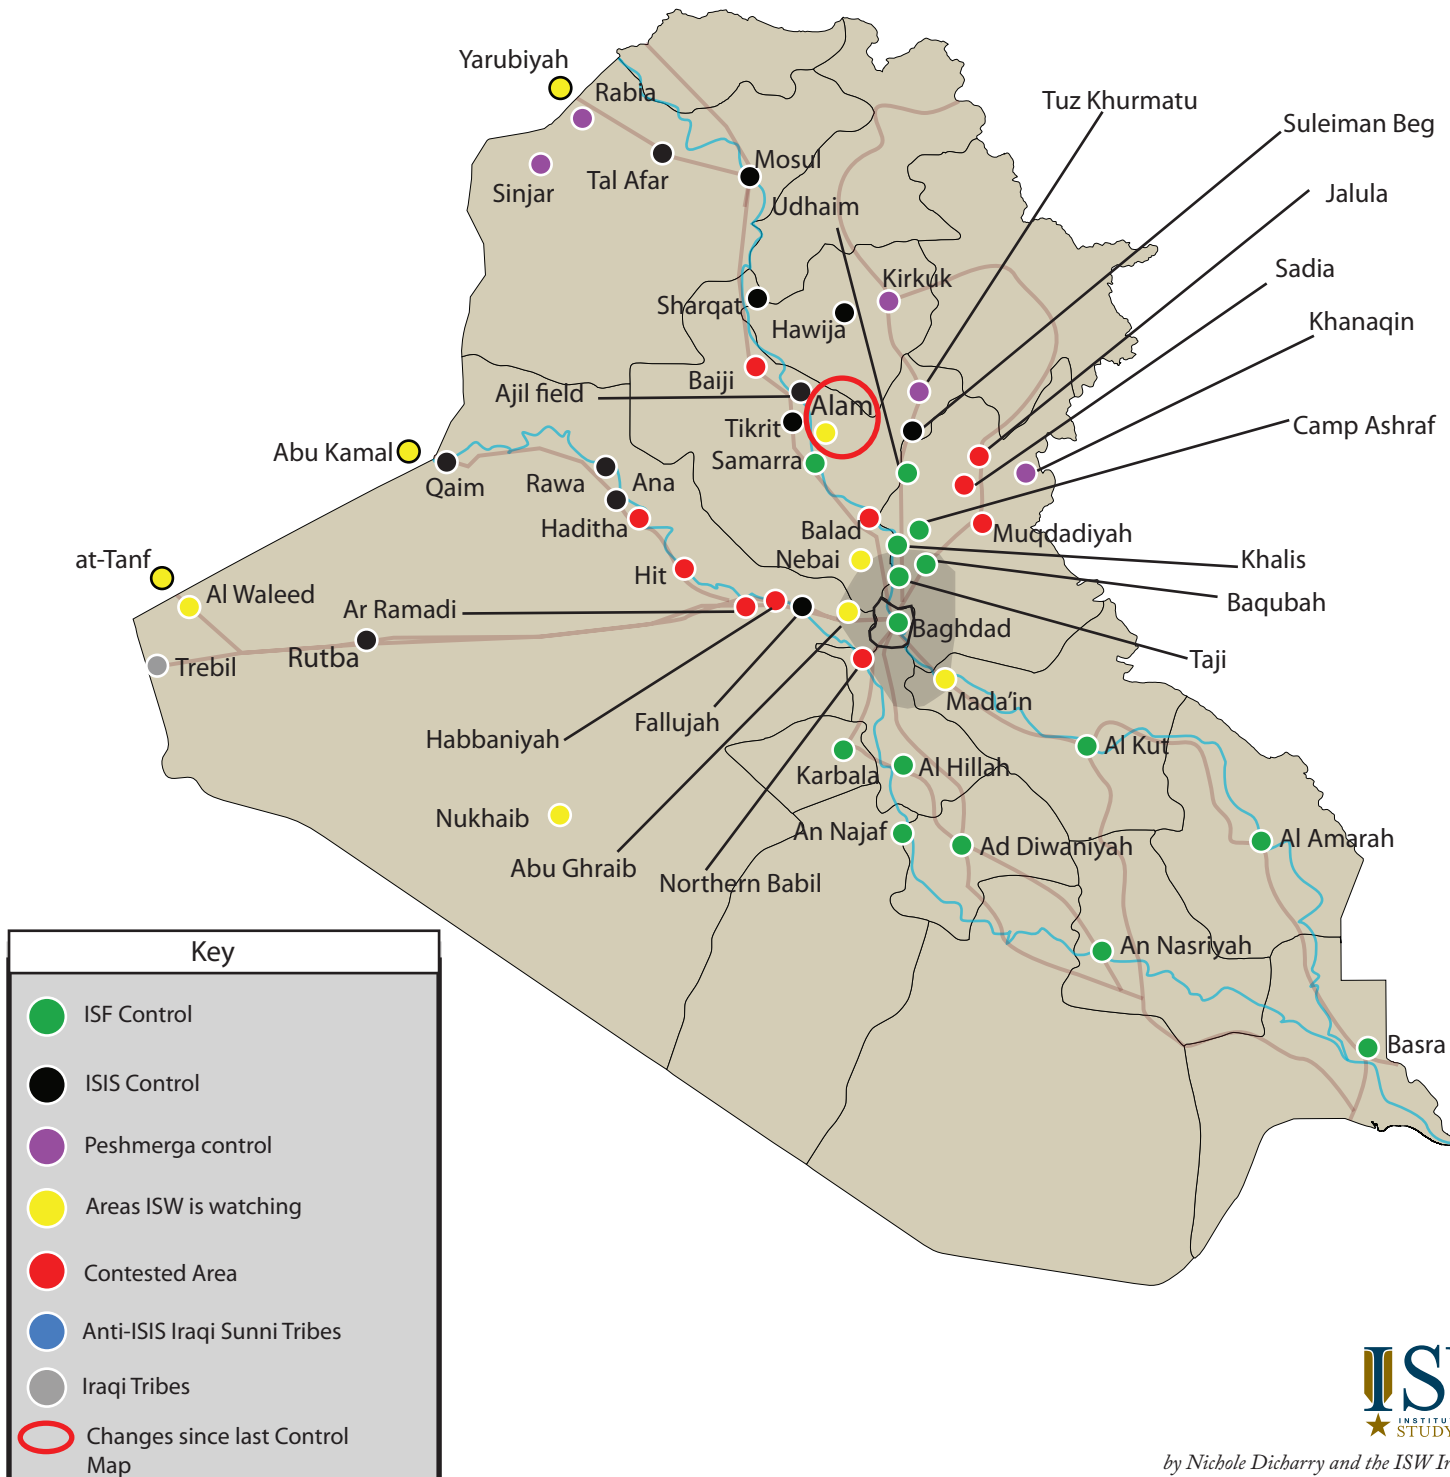 Yarubiyah
Rabia
Tuz Khurmatu
Suleiman Beg
Sinjar
Tal Afar
Mosul
Udhaim
Jalula
Sadia
Kirkuk
Sharqat
Hawija
Khanaqin
Baiji
Ajil field
Alam
Tikrit
Camp Ashraf
Abu Kamal
Samarra
Qaim
Rawa
Ana
Haditha
Balad
Muqdadiyah
at-Tanf
Nebai
Khalis
Hit
Al Waleed
Ar Ramadi
Baqubah
Baghdad
Rutba
Trebil
Taji
Mada'in
Fallujah
Habbaniyah
Al Kut
Karbala
Al Hillah
Nukhaib
An Najaf
Ad Diwaniyah
Al Amarah
Abu Ghraib
Northern Babil
An Nasriyah
Basra
Key
ISF Control
ISIS Control
Peshmerga control
Areas ISW is watching
Contested Area
Anti-ISIS Iraqi Sunni Tribes
Iraqi Tribes
Changes since last Control
Map
IS
STUDY
by Nichole Dicharry and the ISW